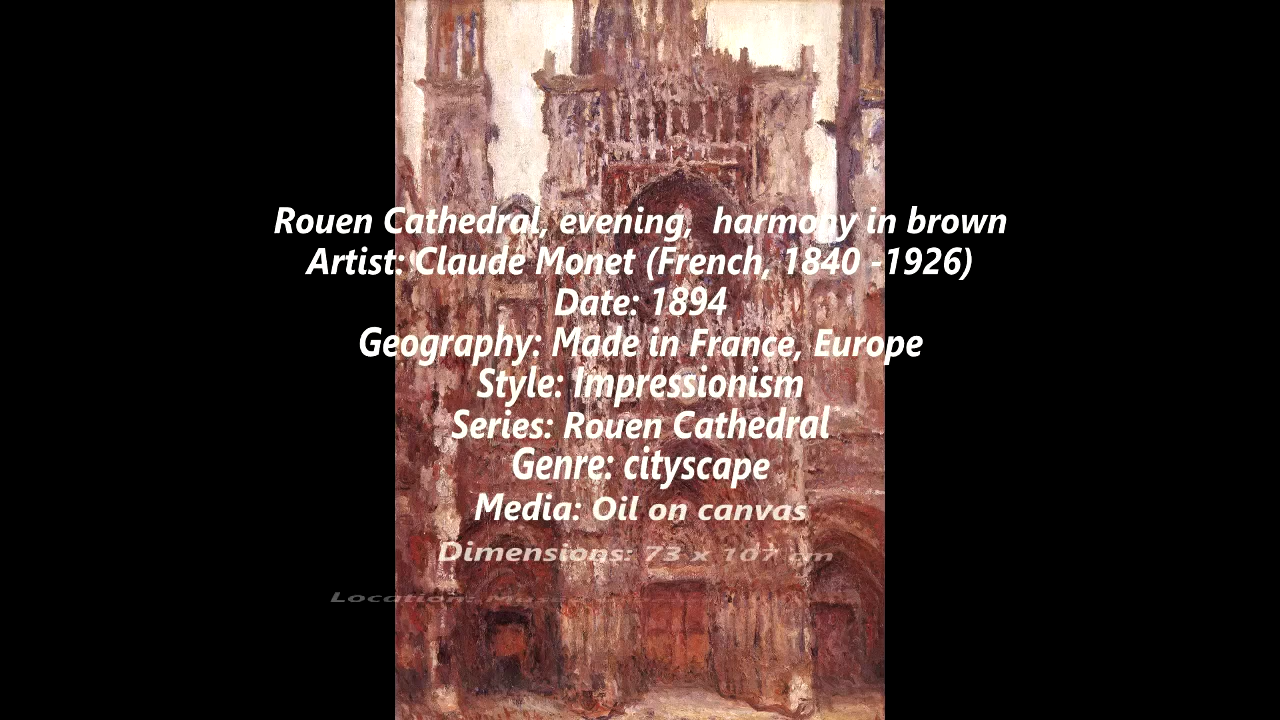 Rouen Cathedral, evening,  harmony in brown
Artist: Claude Monet (French, 1840 -1926)
Date: 1894
Geography: Made in France, Europe
Style: Impressionism
Series: Rouen Cathedral
Genre: cityscape
Media: Oil on canvas
Dimensions: 73 x 107 cm
Location: